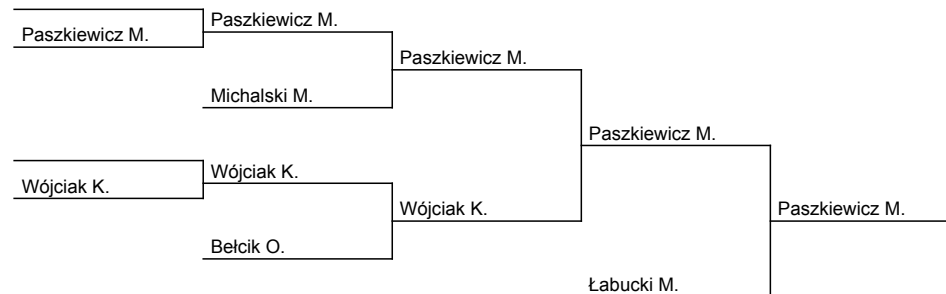 Paszkiewicz M.
Paszkiewicz M.
Paszkiewicz M.
Michalski M.
Paszkiewicz M.
Wójciak K.
Wójciak K.
Wójciak K.
Paszkiewicz M.
Bełcik O.
Łabucki M.